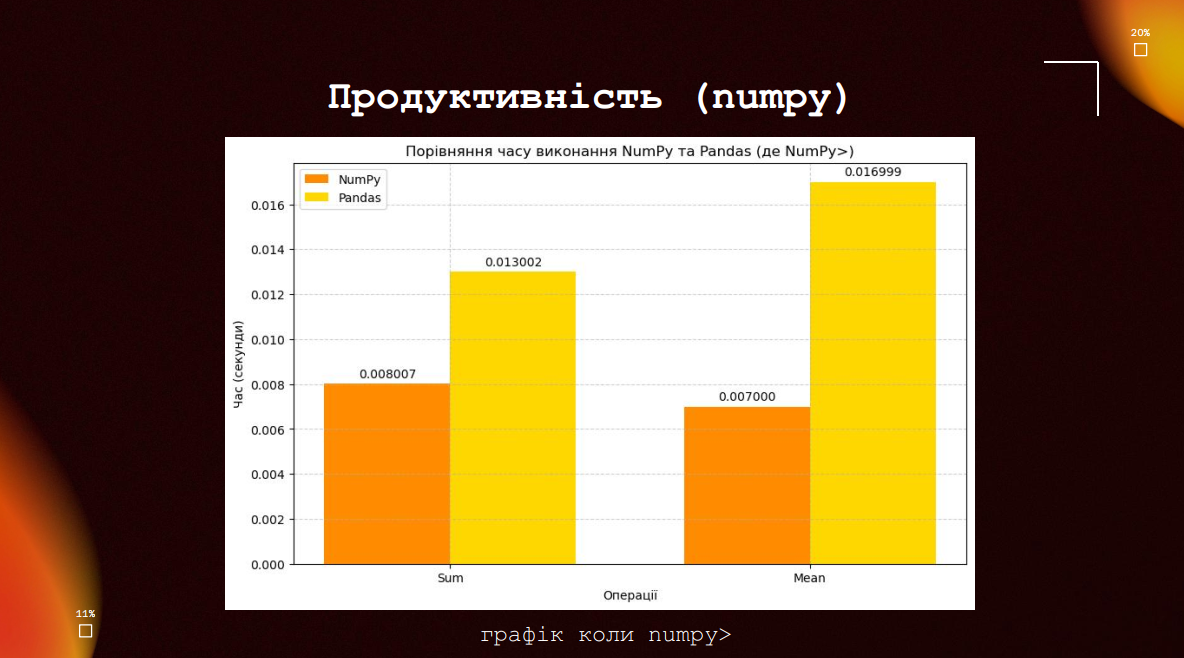 20%
Продуктивність (numpy)
Порівняння часу виконання NumPy та Pandas (де NumPy>)
NumPy
Pandas
0.016999
0.013002
0.008007
0.007000
Час (секунди)
0.016
0.014
0.012
0.010
0.008
0.006
0.004
0.002
0.000
Sum
Mean
Операції
11%
графік коли numpy>